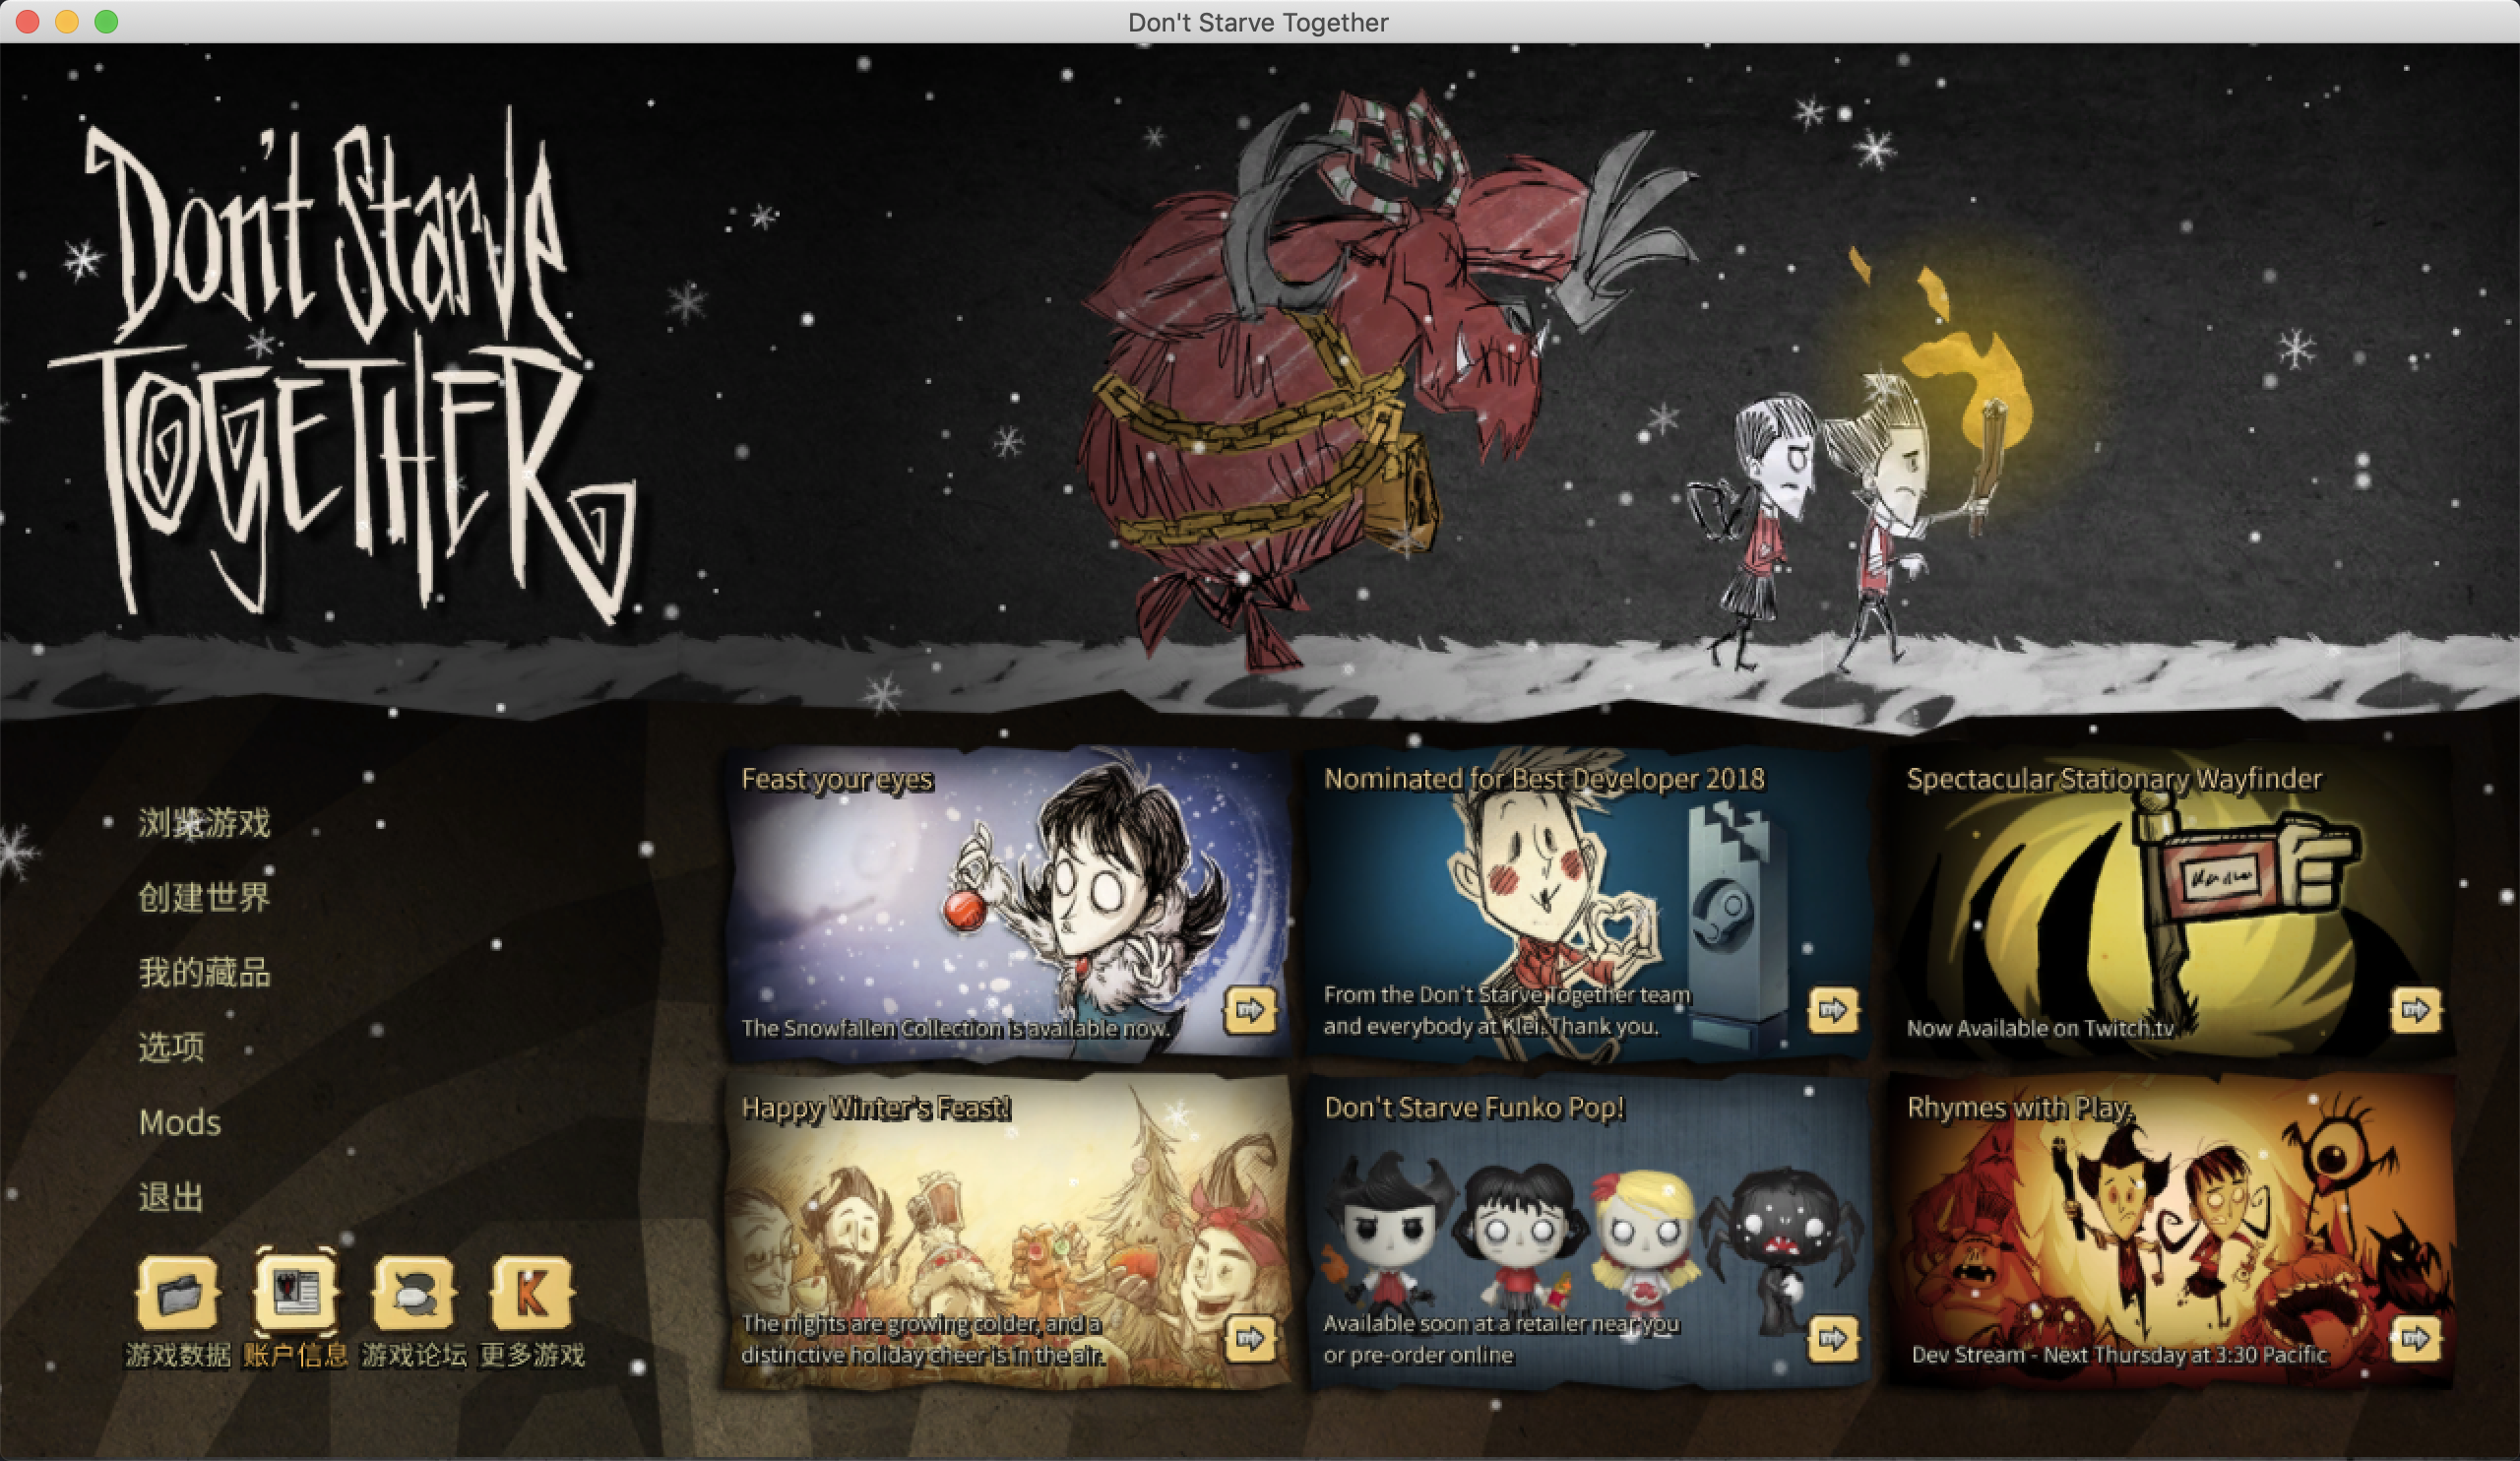 Don't Starve Together
Don't Starve
TOGETHER
浏览游戏
创建世界
我的藏品
选项
Mods
退出
游戏数据
账户信息
游戏论坛
更多游戏
Feast your eyes
The Snowfallen Collection is available now.
Nominated for Best Developer 2018
From the Don't Starve Together team
and everybody at Klei. Thank you.
Spectacular Stationary Wayfinder
Now Available on Twitch.tv
Happy Winter's Feast!
The nights are growing colder, and a
distinctive holiday cheer is in the air.
Don't Starve Funko Pop!
Available soon at a retailer near you
or pre-order online
Rhymes with Play.
Dev Stream - Next Thursday at 3:30 Pacific